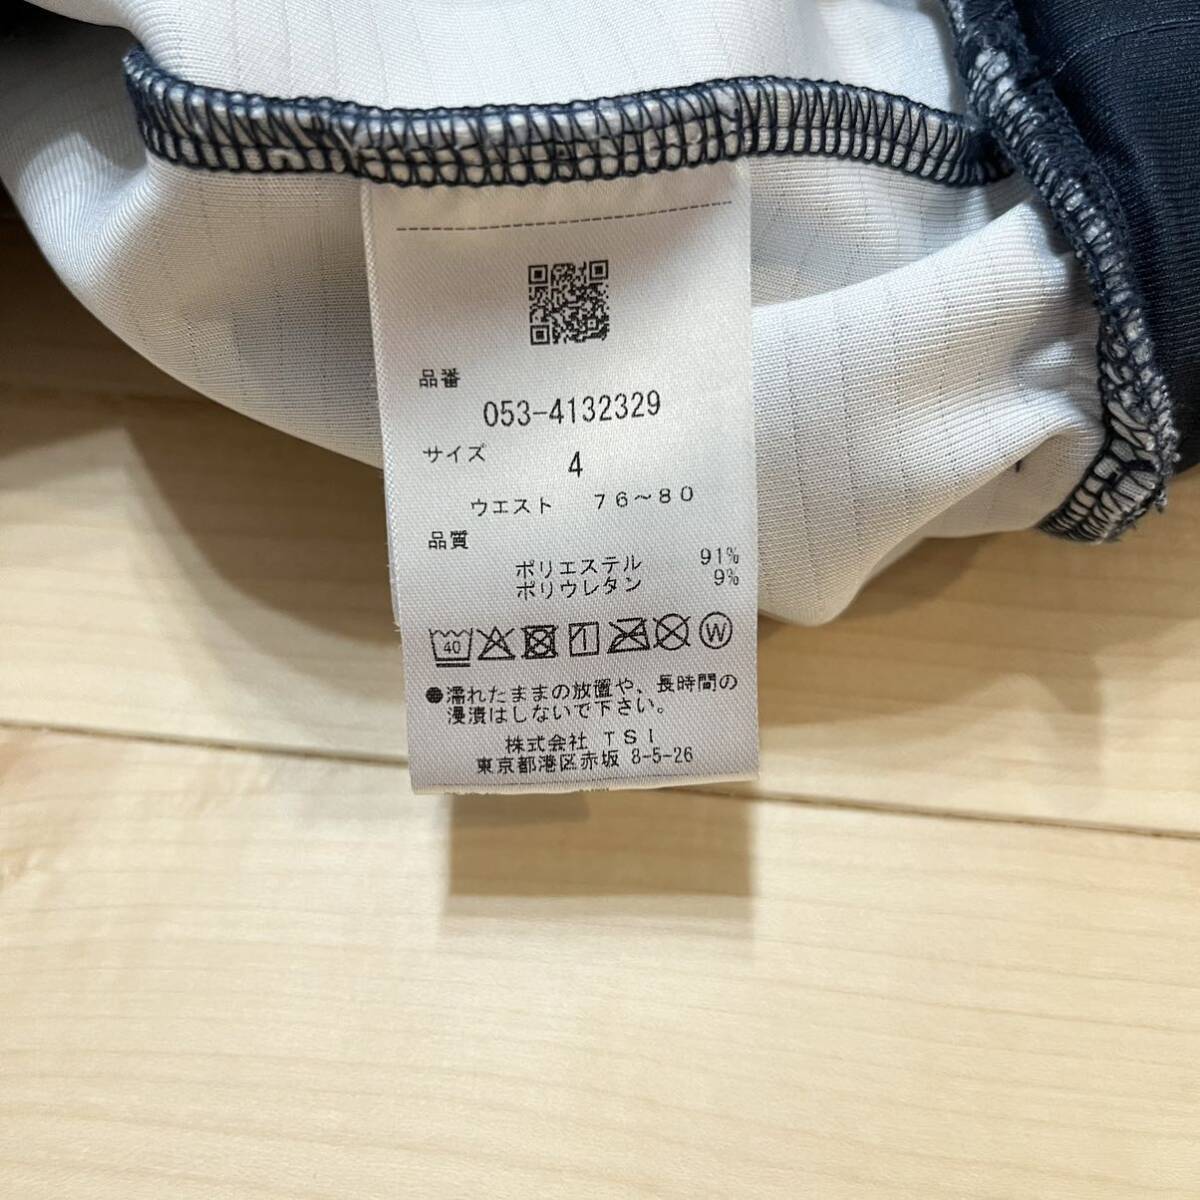 品番
053-4132329
サイズ
4
ウエスト 76~80
品質
ポリエステル 91%
ポリウレタン 9%
40 W
●濡れたままの放置や、長時間の
浸漬はしないで下さい。
株式会社 TSI
東京都港区赤坂 8-5-26